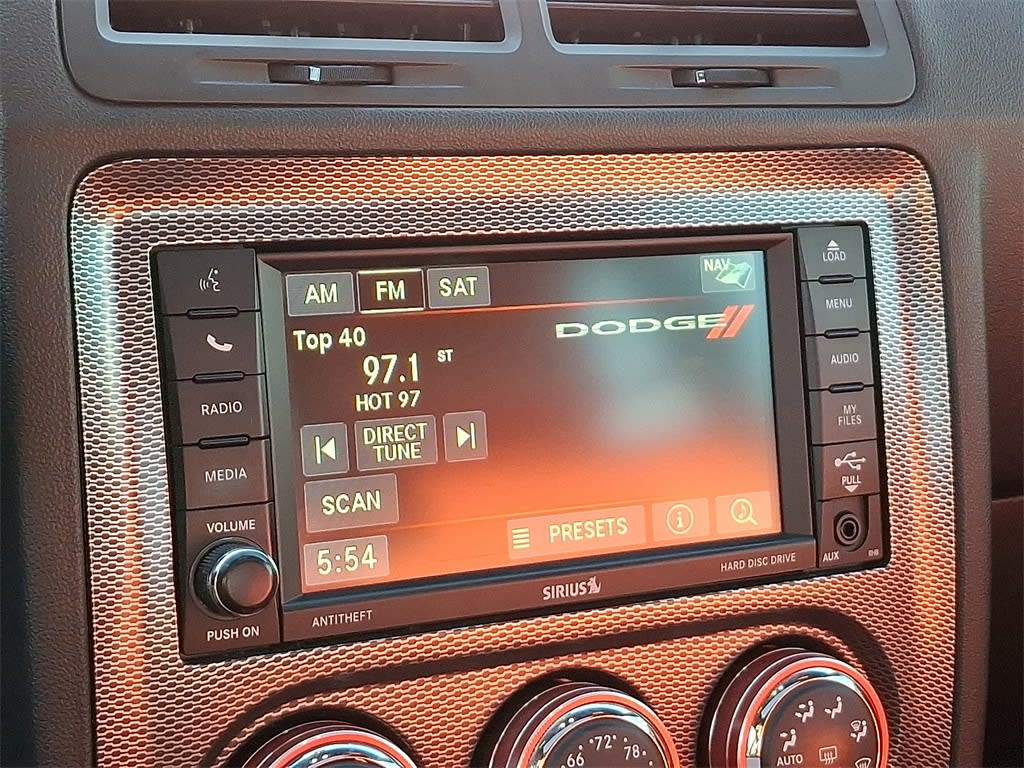 AM FM SAT NAV
DODGE
Top 40
97.1 ST
HOT 97
DIRECT
TUNE
SCAN
PRESETS
5:54
RADIO
MEDIA
VOLUME
PUSH ON
LOAD
MENU
AUDIO
MY
FILES
PULL
AUX
ANTITHEFT
SIRIUS
HARD DISC DRIVE
66 72° 78
AUTO